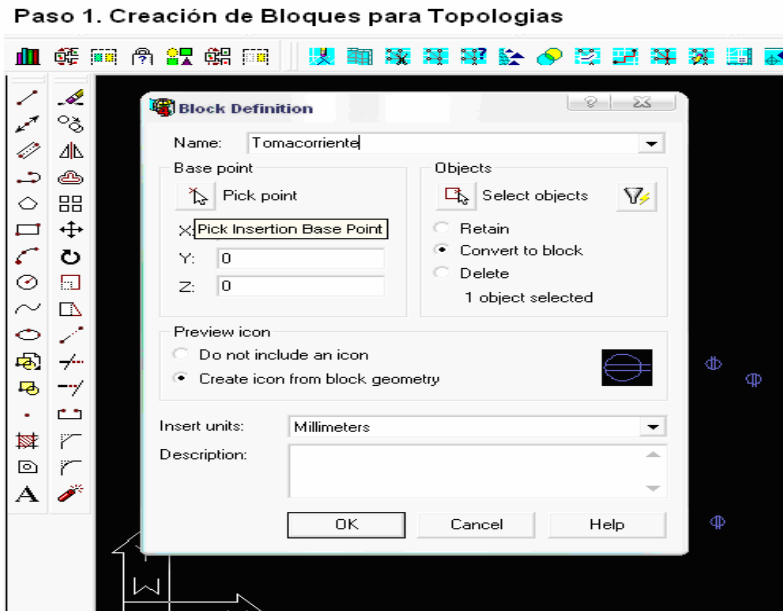 Paso 1. Creación de Bloques para Topologias
Block Definition
Name: Tomacorriente
Base point
Pick point
X:
Pick Insertion Base Point
Y: 0
Z: 0
Objects
Select objects
Retain
Convert to block
Delete
1 object selected
Preview icon
Do not include an icon
Create icon from block geometry
Insert units: Millimeters
Description:
OK Cancel Help
A
Y
W